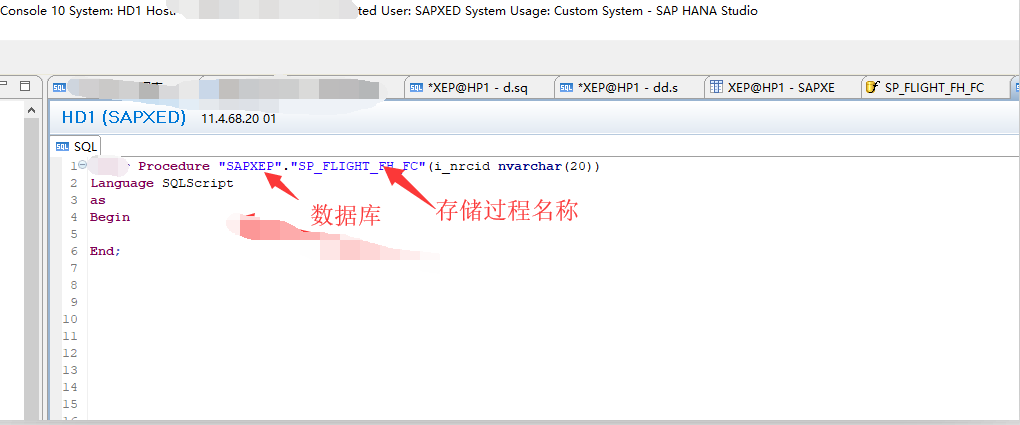 Console 10 System: HD1 Host: ted User: SAPXED System Usage: Custom System - SAP HANA Studio
*XEP@HP1 - d.sq *XEP@HP1 - dd.s XEP@HP1 - SAPXE SP_FLIGHT_FH_FC
HD1 (SAPXED) 11.4.68.20 01
SQL
1 Procedure "SAPXEP"."SP_FLIGHT_FH_FC"(i_nrcid nvarchar(20))
2 Language SQLScript
3 as
数据库 存储过程名称
4 Begin
5
6 End;
7
8
9
10
11
12
13
14
15